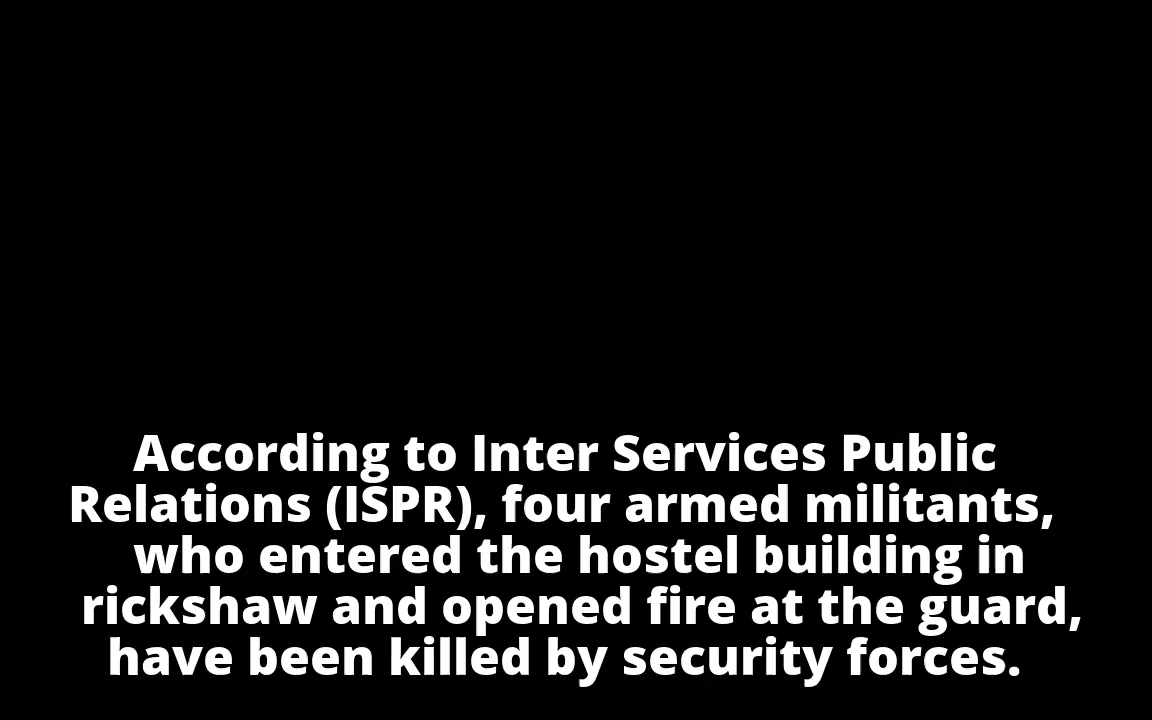 According to Inter Services Public
Relations (ISPR), four armed militants,
who entered the hostel building in
rickshaw and opened fire at the guard,
have been killed by security forces.